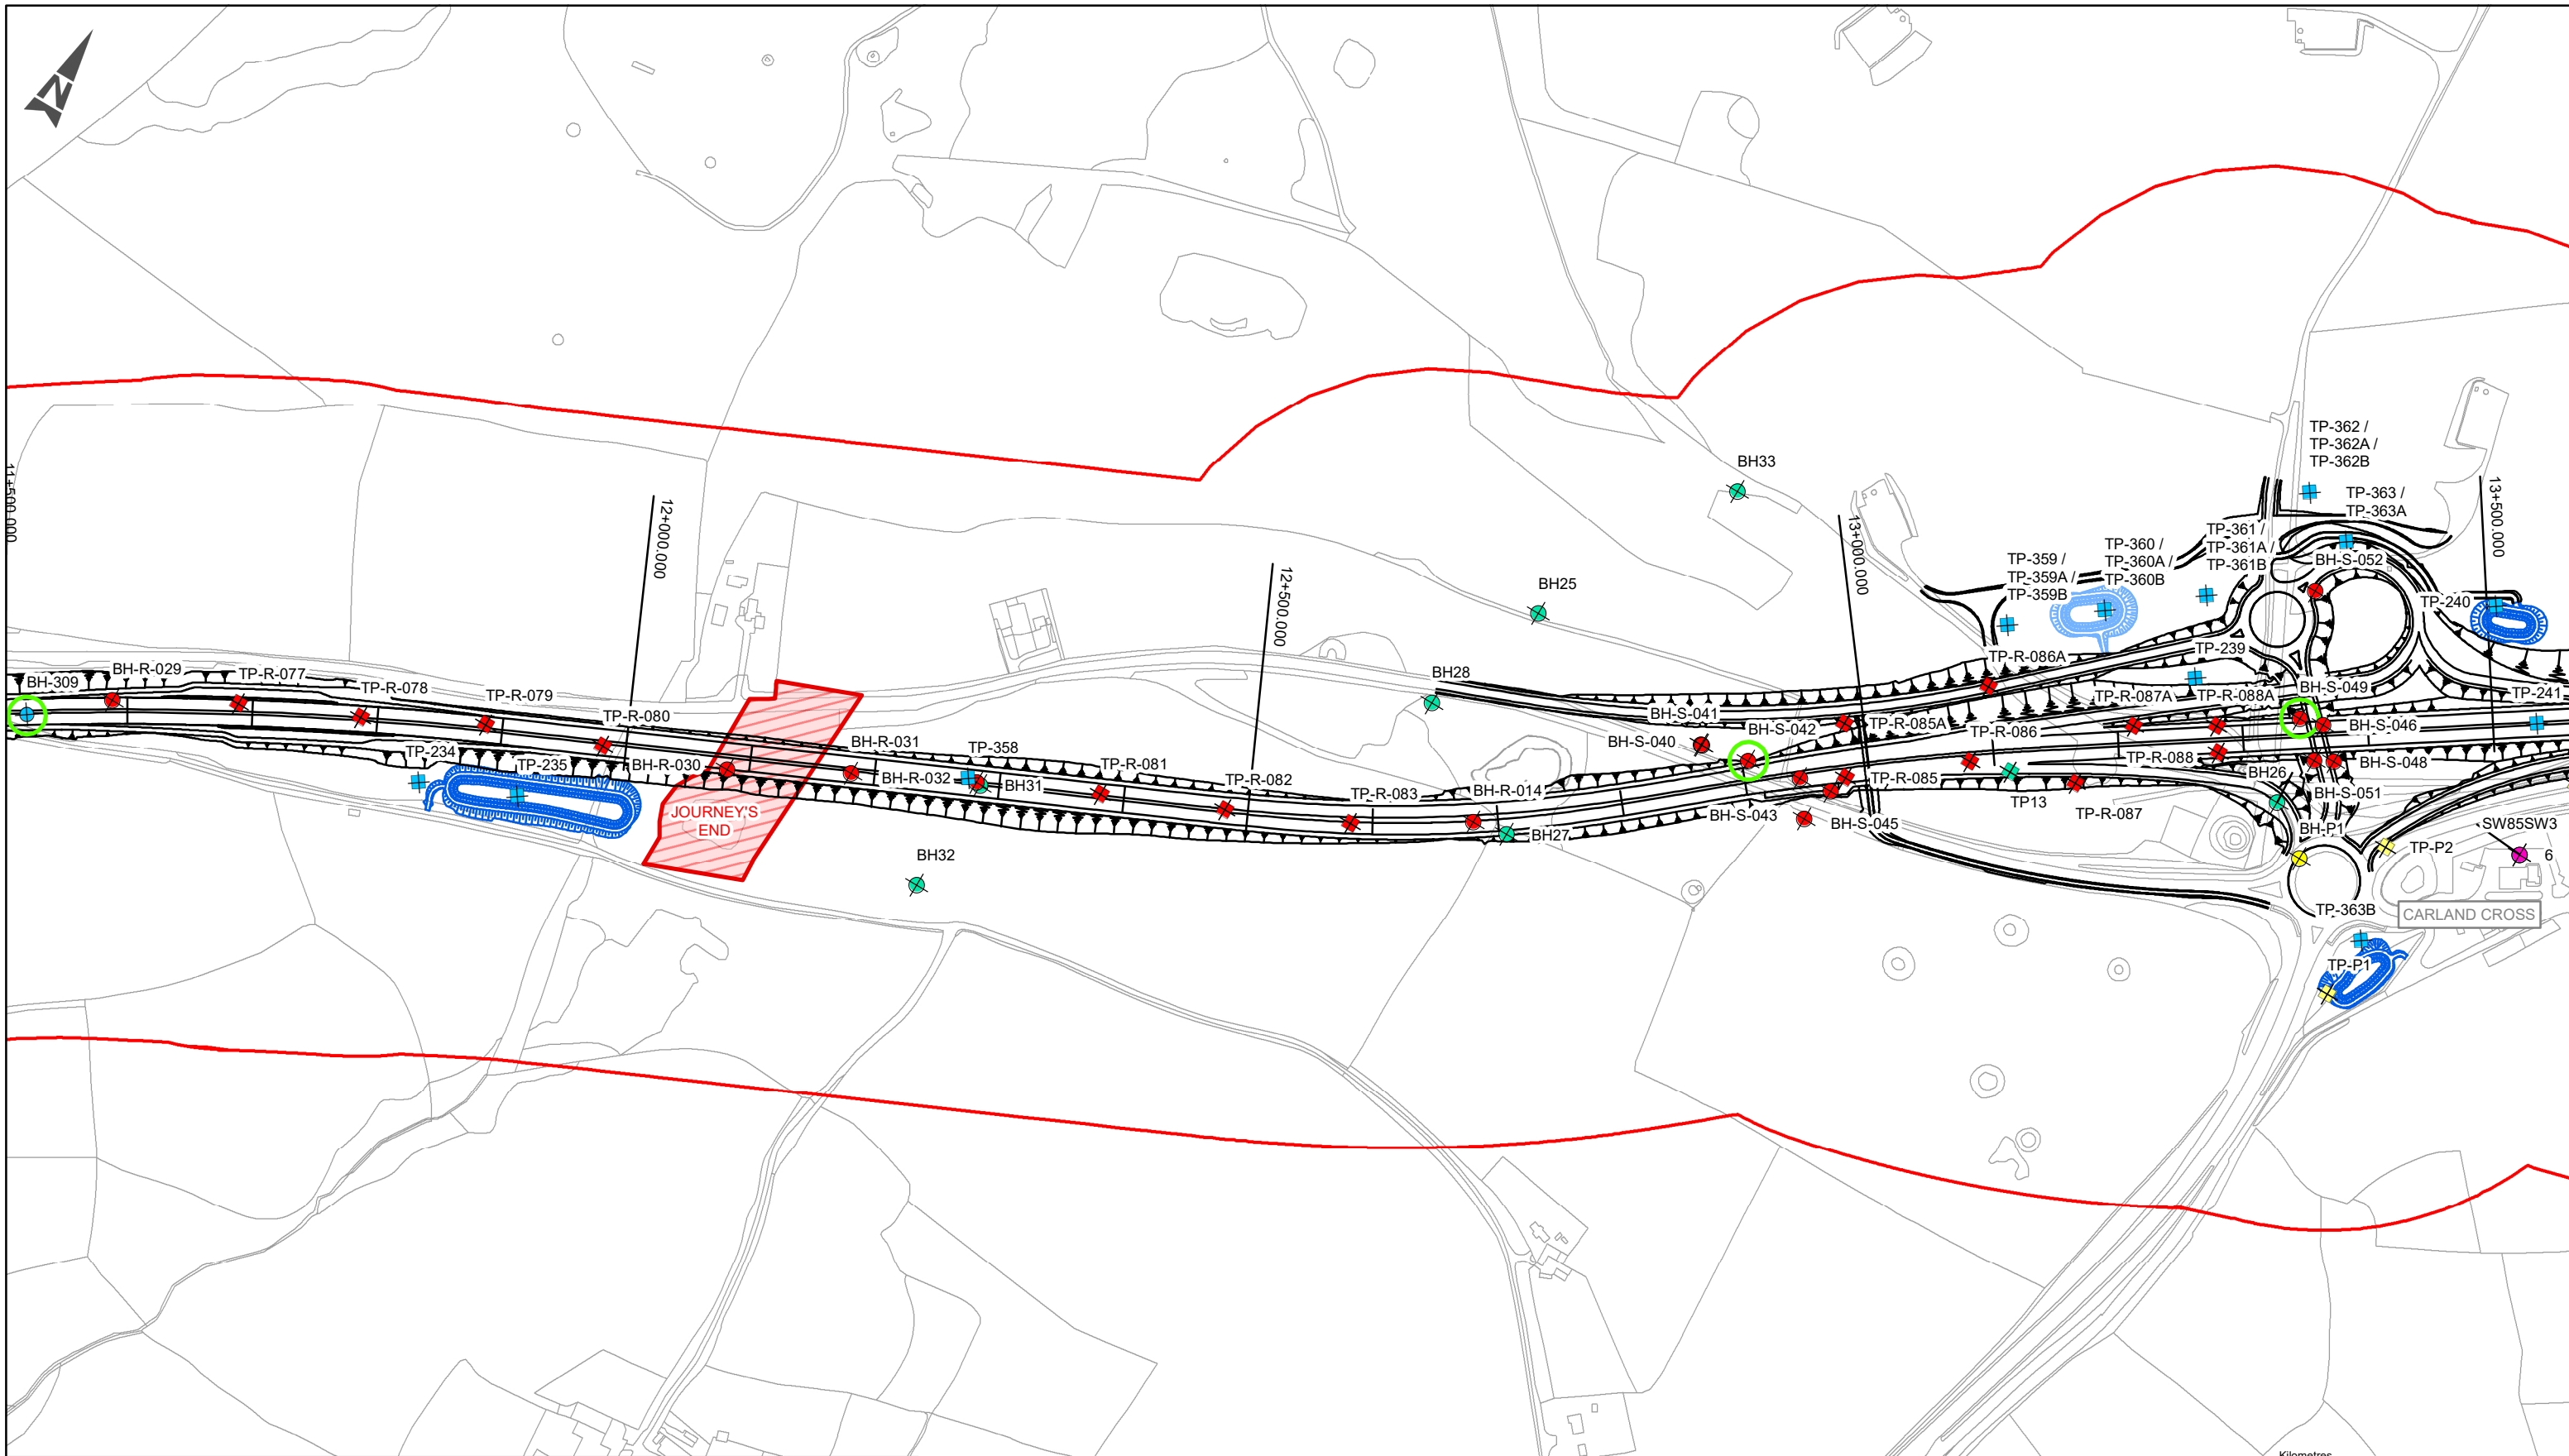 N
TP-362 /
TP-362A /
TP-362B
BH33
11+500.000
12+000.000
13+500.000
TP-363 /
TP-363A
13+000.000
TP-361 /
TP-361A /
TP-361B
TP-360 /
TP-360A /
TP-360B
TP-359 /
TP-359A /
TP-359B
BH-S-052
12+500.000
BH25
TP-240
TP-239
TP-R-086A
BH-309
BH-R-029
TP-R-077
TP-R-078
TP-R-079
BH28
TP-R-087A
TP-R-088A
BH-S-049
TP-241
TP-R-080
BH-S-041
BH-S-042
TP-R-085A
TP-R-086
BH-S-046
TP-234
TP-235
BH-R-030
BH-R-031
TP-358
BH-S-040
BH-R-032
BH31
TP-R-081
TP-R-082
TP-R-083
BH-R-014
TP-R-085
TP-R-088
BH26
BH-S-048
JOURNEY'S
END
BH-S-043
BH-S-045
TP13
TP-R-087
BH-S-051
BH-P1
SW85SW3
6
BH27
BH32
TP-P2
TP-363B
CARLAND CROSS
TP-P1
Kilometres